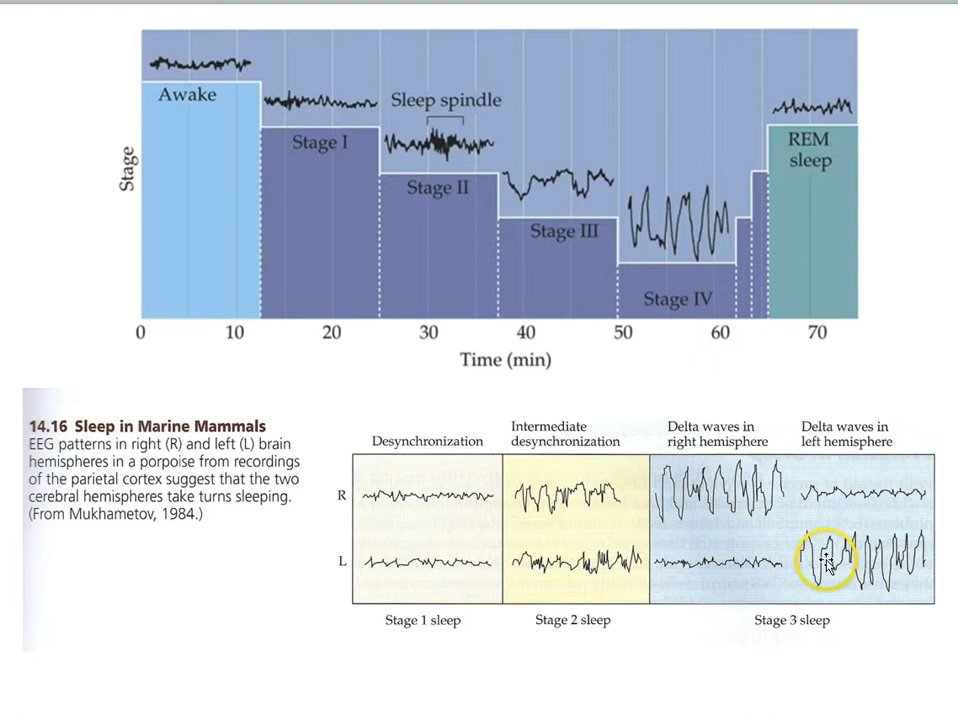 Awake
Stage I
Sleep spindle
Stage II
Stage III
Stage IV
REM
sleep
Stage
0 10 20 30 40 50 60 70
Time (min)
14.16 Sleep in Marine Mammals
EEG patterns in right (R) and left (L) brain
hemispheres in a porpoise from recordings
of the parietal cortex suggest that the two
cerebral hemispheres take turns sleeping.
(From Mukhametov, 1984.)
Desynchronization
Intermediate
desynchronization
Delta waves in
right hemisphere
Delta waves in
left hemisphere
R
L
Stage 1 sleep
Stage 2 sleep
Stage 3 sleep